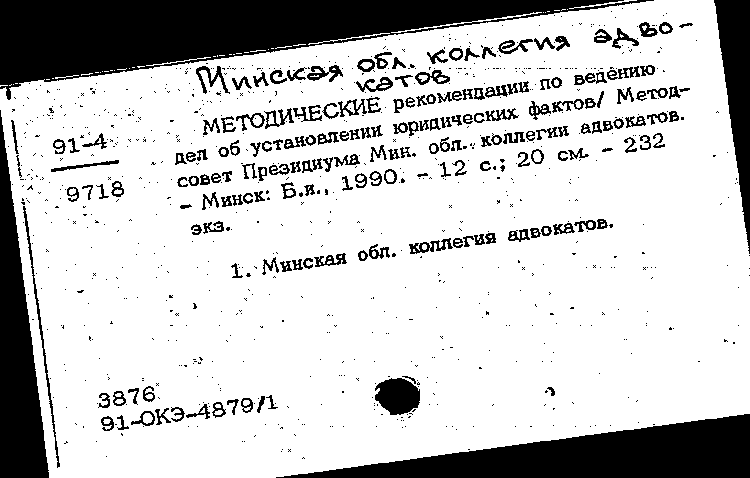 Минская обл. коллегия адво-
катов
91-4
9718
МЕТОДИЧЕСКИЕ рекомендации по ведению
дел об установлении юридических фактов/ Метод-
совет Президиума Мин. обл. коллегии адвокатов.
- Минск: Б.и., 1990. - 12 с.; 20 см. - 232
экз.
1. Минская обл. коллегия адвокатов.
3876
91-ОКЭ-4879/1